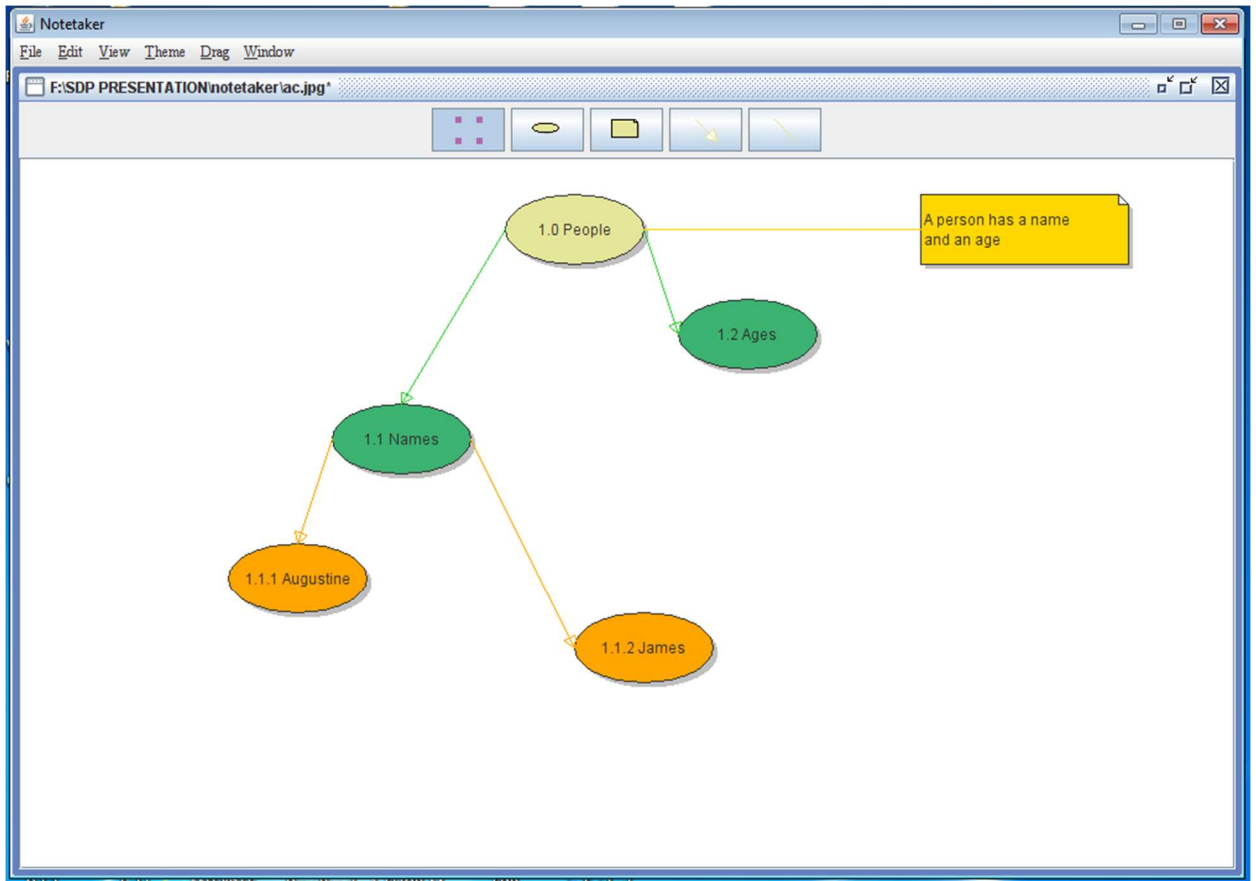 Notetaker
File Edit View Theme Drag Window
F:\SDP PRESENTATION\notetaker\ac.jpg*
1.0 People
A person has a name
and an age
1.2 Ages
1.1 Names
1.1.1 Augustine
1.1.2 James